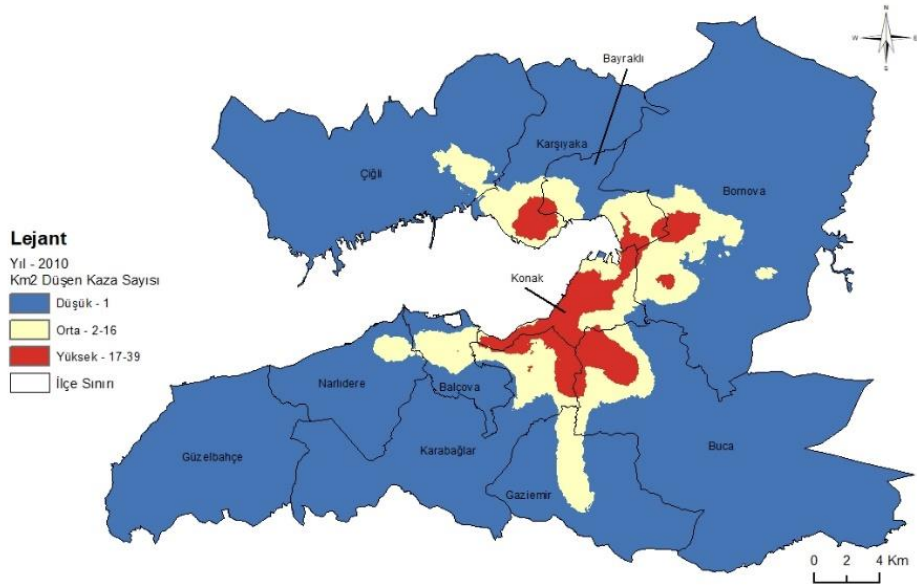 N
W
E
S
Bayraklı
Karşıyaka
Çiğli
Bornova
Lejant
Yıl - 2010
Km2 Düşen Kaza Sayısı
Düşük - 1
Orta - 2-16
Yüksek - 17-39
İlçe Sınırı
Konak
Narlıdere
Balçova
Buca
Güzelbahçe
Karabağlar
Gaziemir
0 2 4 Km